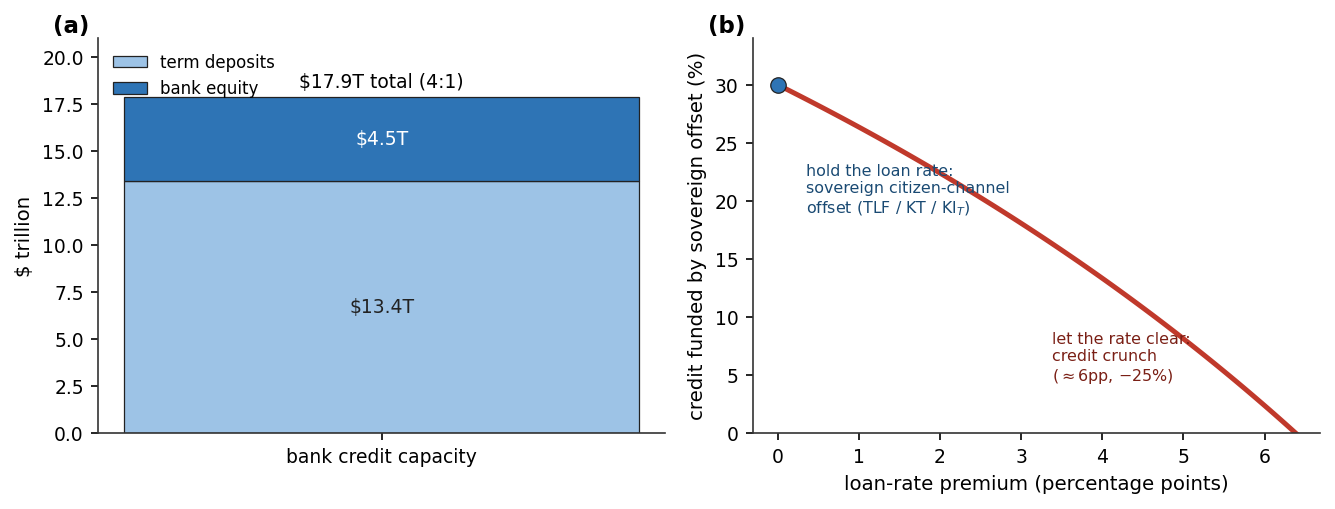 (a)
20.0
17.5
15.0
12.5
10.0
7.5
5.0
2.5
0.0
$ trillion
term deposits
bank equity
$17.9T total (4:1)
$4.5T
$13.4T
bank credit capacity
(b)
30
25
20
15
10
5
0
credit funded by sovereign offset (%)
hold the loan rate:
sovereign citizen-channel
offset (TLF / KT / KI_T)
let the rate clear:
credit crunch
(≈6pp, −25%)
0 1 2 3 4 5 6
loan-rate premium (percentage points)